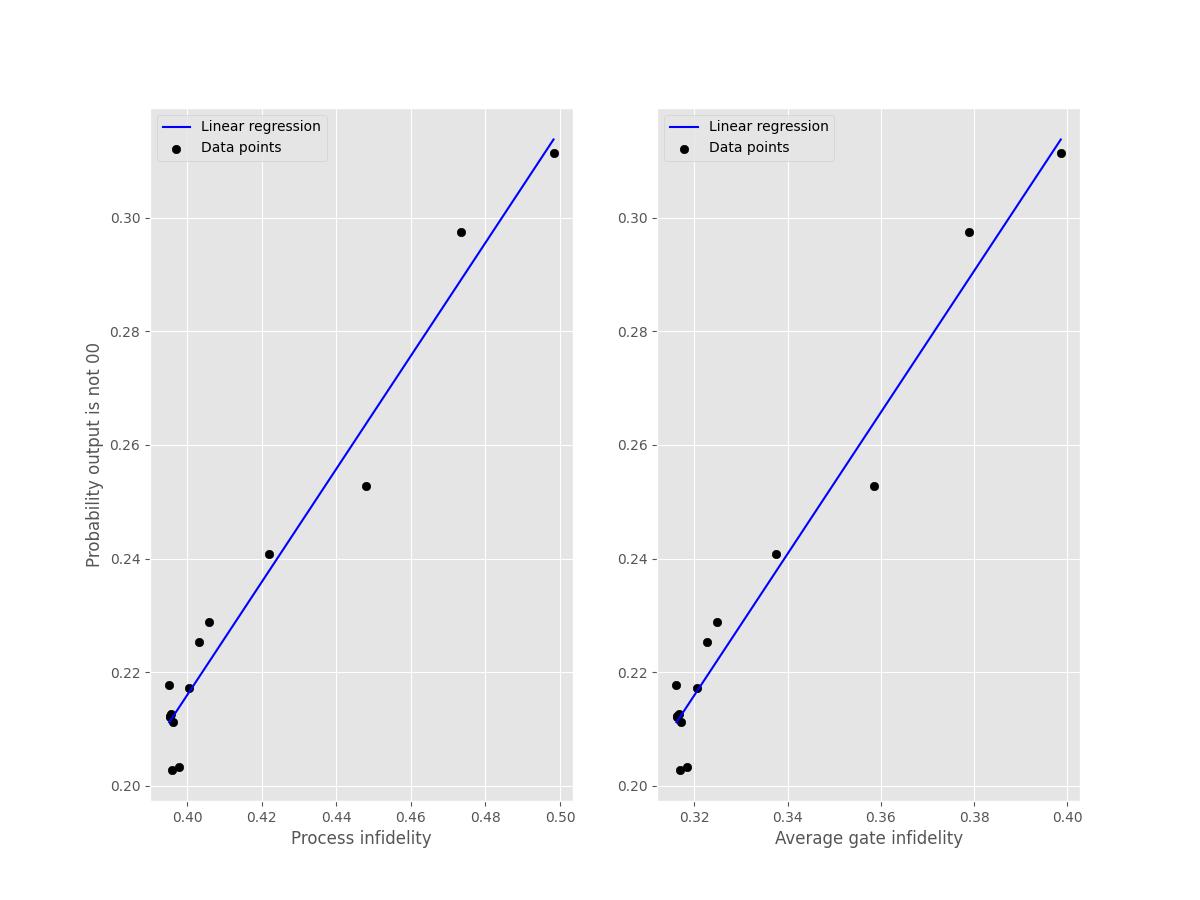 Linear regression
Data points
Probability output is not 00
0.30
0.28
0.26
0.24
0.22
0.20
0.40 0.42 0.44 0.46 0.48 0.50
Process infidelity
Linear regression
Data points
0.30
0.28
0.26
0.24
0.22
0.20
0.32 0.34 0.36 0.38 0.40
Average gate infidelity